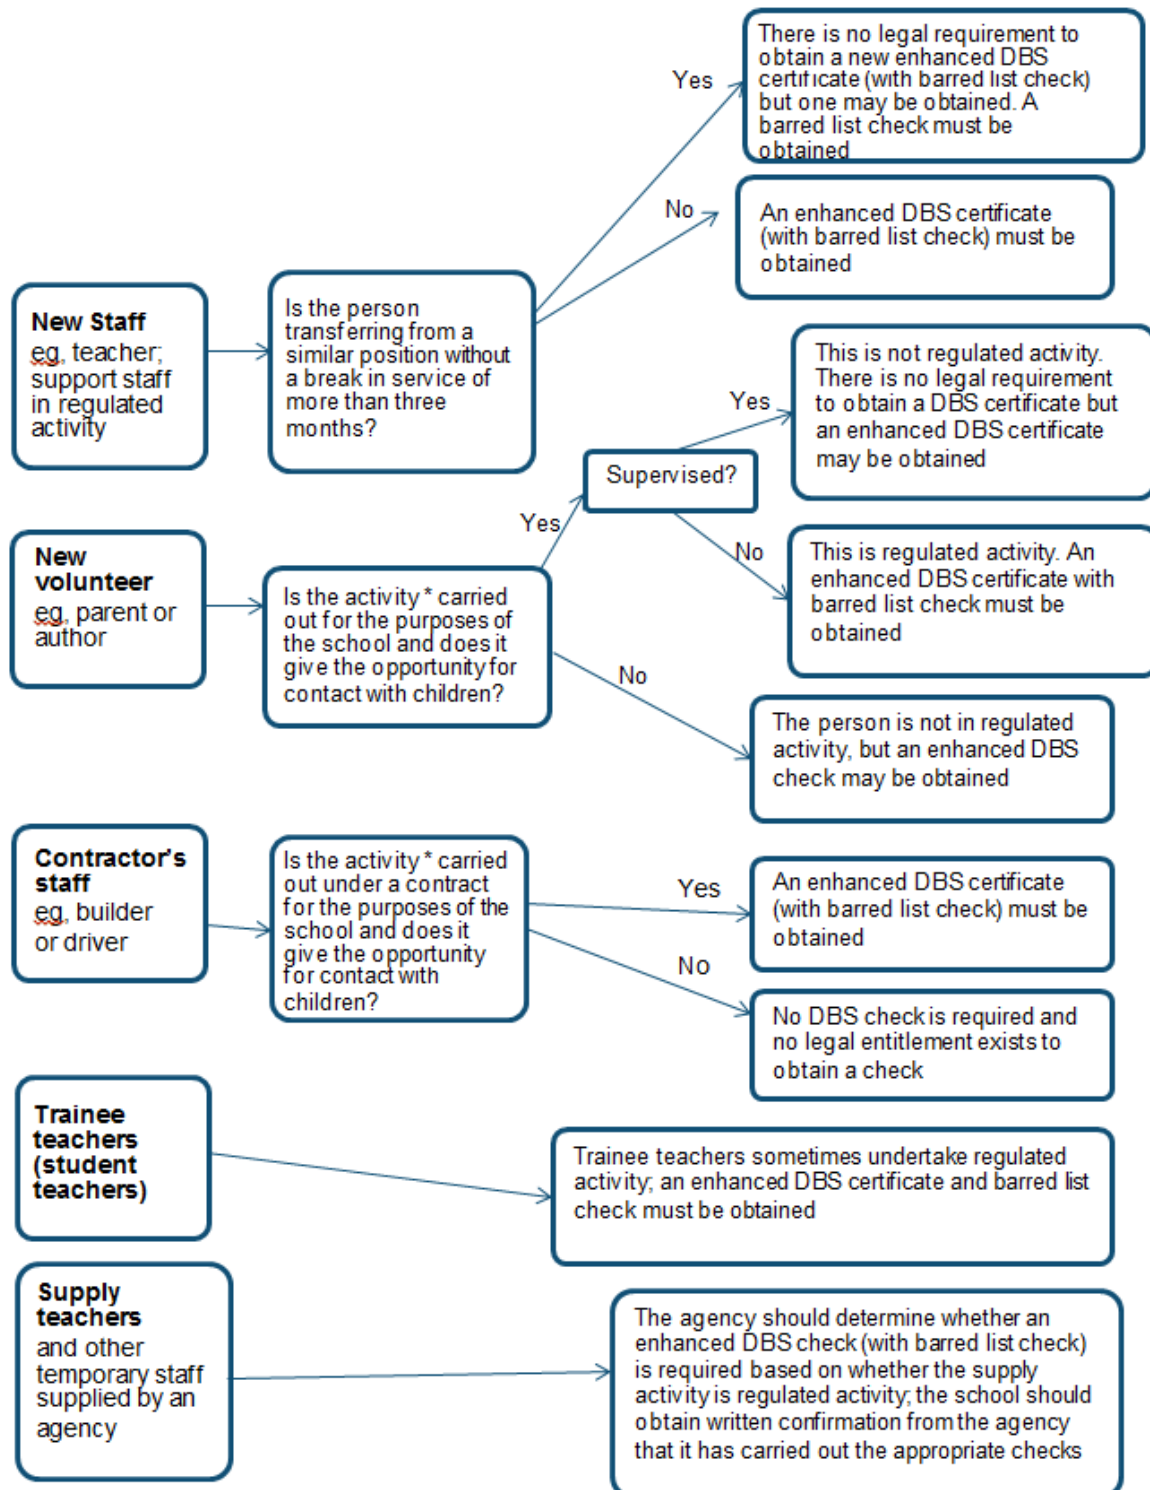 New Staff
eg, teacher;
support staff
in regulated
activity
Is the person
transferring from a
similar position without
a break in service of
more than three
months?
Yes
There is no legal requirement to
obtain a new enhanced DBS
certificate (with barred list check)
but one may be obtained. A
barred list check must be
obtained
No
An enhanced DBS certificate
(with barred list check) must be
obtained
New
volunteer
eg, parent or
author
Is the activity * carried
out for the purposes of
the school and does it
give the opportunity for
contact with children?
Yes
Supervised?
Yes
This is not regulated activity.
There is no legal requirement
to obtain a DBS certificate but
an enhanced DBS certificate
may be obtained
No
This is regulated activity. An
enhanced DBS certificate with
barred list check must be
obtained
No
The person is not in regulated
activity, but an enhanced DBS
check may be obtained
Contractor's
staff
eg, builder
or driver
Is the activity * carried
out under a contract
for the purposes of the
school and does it
give the opportunity
for contact with
children?
Yes
An enhanced DBS certificate
(with barred list check) must be
obtained
No
No DBS check is required and
no legal entitlement exists to
obtain a check
Trainee
teachers
(student
teachers)
Trainee teachers sometimes undertake regulated
activity; an enhanced DBS certificate and barred list
check must be obtained
Supply
teachers
and other
temporary staff
supplied by an
agency
The agency should determine whether an
enhanced DBS check (with barred list check)
is required based on whether the supply
activity is regulated activity; the school should
obtain written confirmation from the agency
that it has carried out the appropriate checks